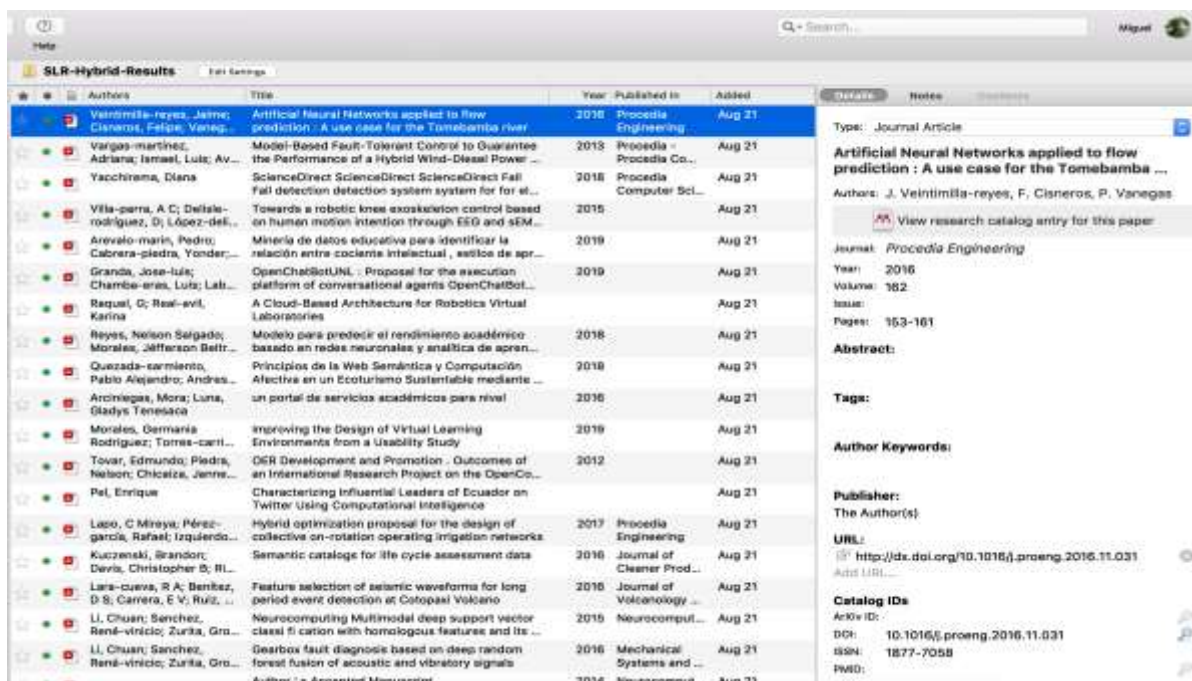 Help
Search...
Miguel
SLR-Hybrid-Results Edit Settings
Authors Title Year Published In Added
Veintimilla-reyes, Jaime; Artificial Neural Networks applied to flow 2016 Procedia Aug 21
Cisneros, Felipe; Vaneg... prediction : A use case for the Tomebamba river Engineering
Vargas-martínez, Model-Based Fault-Tolerant Control to Guarantee 2013 Procedia - Aug 21
Adriana; Ismael, Luis; Av... the Performance of a Hybrid Wind-Diesel Power ... Procedia Co...
Yacchirema, Diana ScienceDirect ScienceDirect ScienceDirect Fall 2018 Procedia Aug 21
Fall detection detection system system for for el... Computer Sci...
Villa-parra, A C; Delisle- Towards a robotic knee exoskeleton control based 2015 Aug 21
rodríguez, D; López-deli... on human motion intention through EEG and sEM...
Arevalo-marin, Pedro; Minería de datos educativa para identificar la 2019 Aug 21
Cabrera-piedra, Yonder;... relación entre cociente intelectual , estilos de apr...
Granda, Jose-luis; OpenChatBotUNL : Proposal for the execution 2019 Aug 21
Chamba-eras, Luis; Lab... platform of conversational agents OpenChatBot...
Raquel, G; Real-avil, A Cloud-Based Architecture for Robotics Virtual Aug 21
Karina Laboratories
Reyes, Nelson Salgado; Modelo para predecir el rendimiento académico 2018 Aug 21
Morales, Jéfferson Beltr... basado en redes neuronales y analítica de apren...
Quezada-sarmiento, Principios de la Web Semántica y Computación 2018 Aug 21
Pablo Alejandro; Andres... Afectiva en un Ecoturismo Sustentable mediante ...
Arciniegas, Mora; Luna, un portal de servicios académicos para nivel 2016 Aug 21
Gladys Tenesaca
Morales, Germania Improving the Design of Virtual Learning 2019 Aug 21
Rodriguez; Torres-carri... Environments from a Usability Study
Tovar, Edmundo; Piedra, OER Development and Promotion . Outcomes of 2012 Aug 21
Nelson; Chicaiza, Janne... an International Research Project on the OpenCo...
Pel, Enrique Characterizing Influential Leaders of Ecuador on Aug 21
Twitter Using Computational Intelligence
Lapo, C Mireya; Pérez- Hybrid optimization proposal for the design of 2017 Procedia Aug 21
garcía, Rafael; Izquierdo... collective on-rotation operating irrigation networks Engineering
Kuczenski, Brandon; Semantic catalogs for life cycle assessment data 2016 Journal of Aug 21
Davis, Christopher B; Ri... Cleaner Prod...
Lara-cueva, R A; Benítez, Feature selection of seismic waveforms for long 2016 Journal of Aug 21
D S; Carrera, E V; Ruiz, ... period event detection at Cotopaxi Volcano Volcanology ...
Li, Chuan; Sanchez, Neurocomputing Multimodal deep support vector 2015 Neurocomput... Aug 21
René-vinicio; Zurita, Gro... classi fi cation with homologous features and its ...
Li, Chuan; Sanchez, Gearbox fault diagnosis based on deep random 2016 Mechanical Aug 21
René-vinicio; Zurita, Gro... forest fusion of acoustic and vibratory signals Systems and ...
Details Notes Contents
Type: Journal Article
Artificial Neural Networks applied to flow
prediction : A use case for the Tomebamba ...
Authors: J. Veintimilla-reyes, F. Cisneros, P. Vanegas
View research catalog entry for this paper
Journal: Procedia Engineering
Year: 2016
Volume: 162
Issue:
Pages: 153-161
Abstract:
Tags:
Author Keywords:
Publisher:
The Author(s)
URL:
http://dx.doi.org/10.1016/j.proeng.2016.11.031
Add URL...
Catalog IDs
ArXiv ID:
DOI: 10.1016/j.proeng.2016.11.031
ISSN: 1877-7058
PMID: